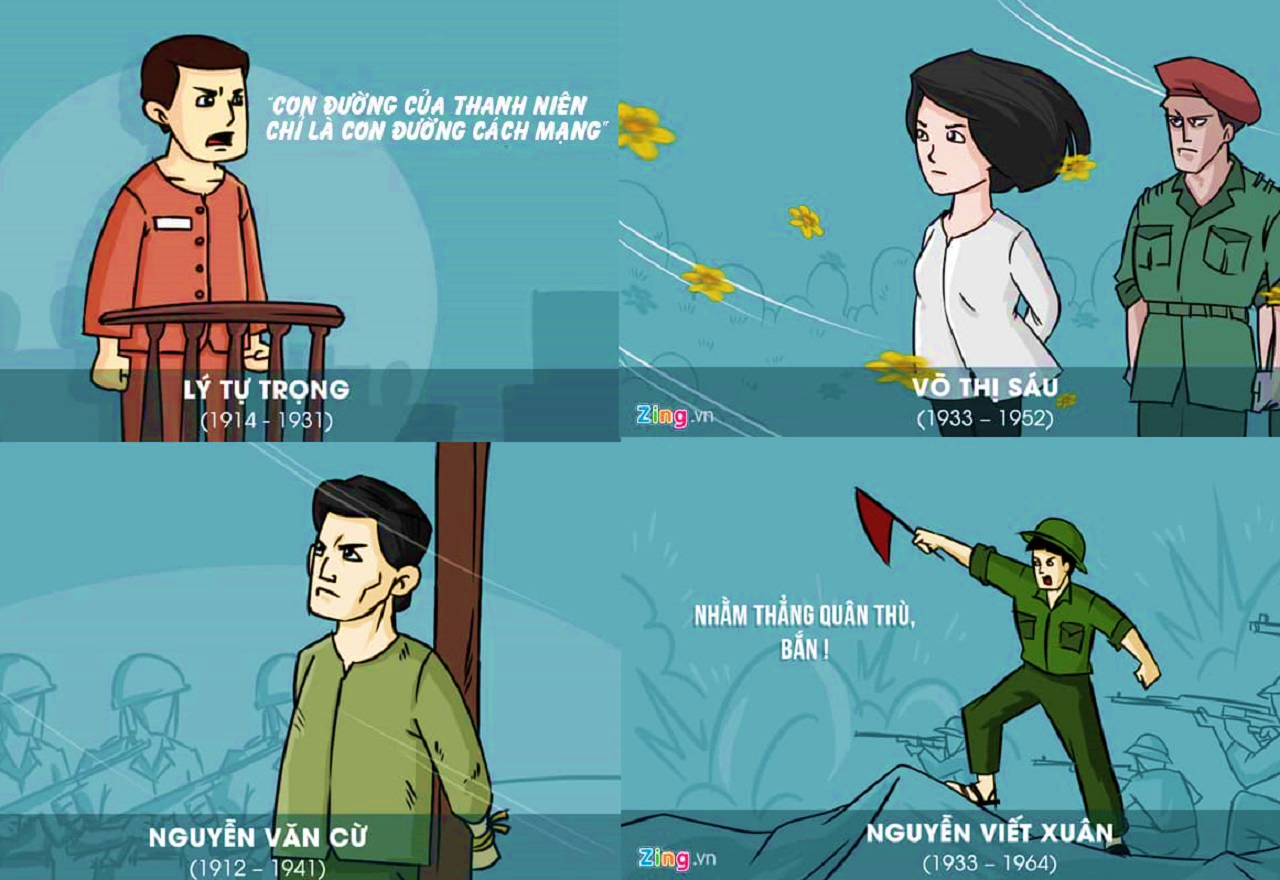 "CON ĐƯỜNG CỦA THANH NIÊN
CHỈ LÀ CON ĐƯỜNG CÁCH MẠNG"
LÝ TỰ TRỌNG
(1914 - 1931)
VÕ THỊ SÁU
(1933 – 1952)
Zing.vn
NGUYỄN VĂN CỪ
(1912 – 1941)
NHẰM THẲNG QUÂN THÙ,
BẮN !
NGUYỄN VIẾT XUÂN
(1933 – 1964)
Zing.vn